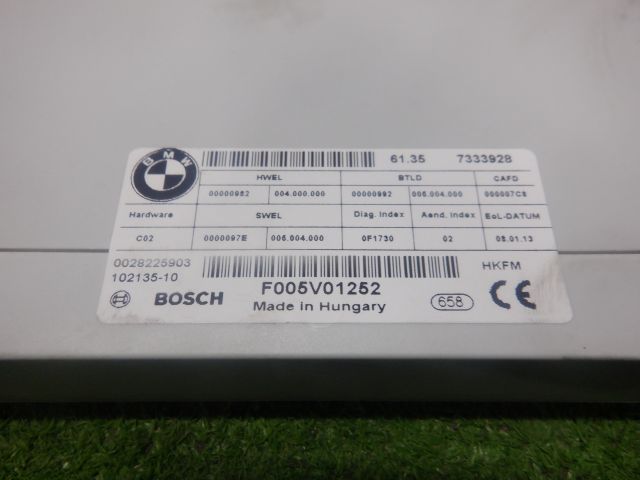 BMW
61.35 7333928
HWEL BTLD CAFD
00000982 004.000.000 00000992 006.004.000 000007C8
Hardware SWEL Diag. Index Aend. Index EoL-DATUM
C02 0000097E 006.004.000 0F1730 02 08.01.13
0028225903
102135-10 HKFM
BOSCH F005V01252
Made in Hungary 658 CE